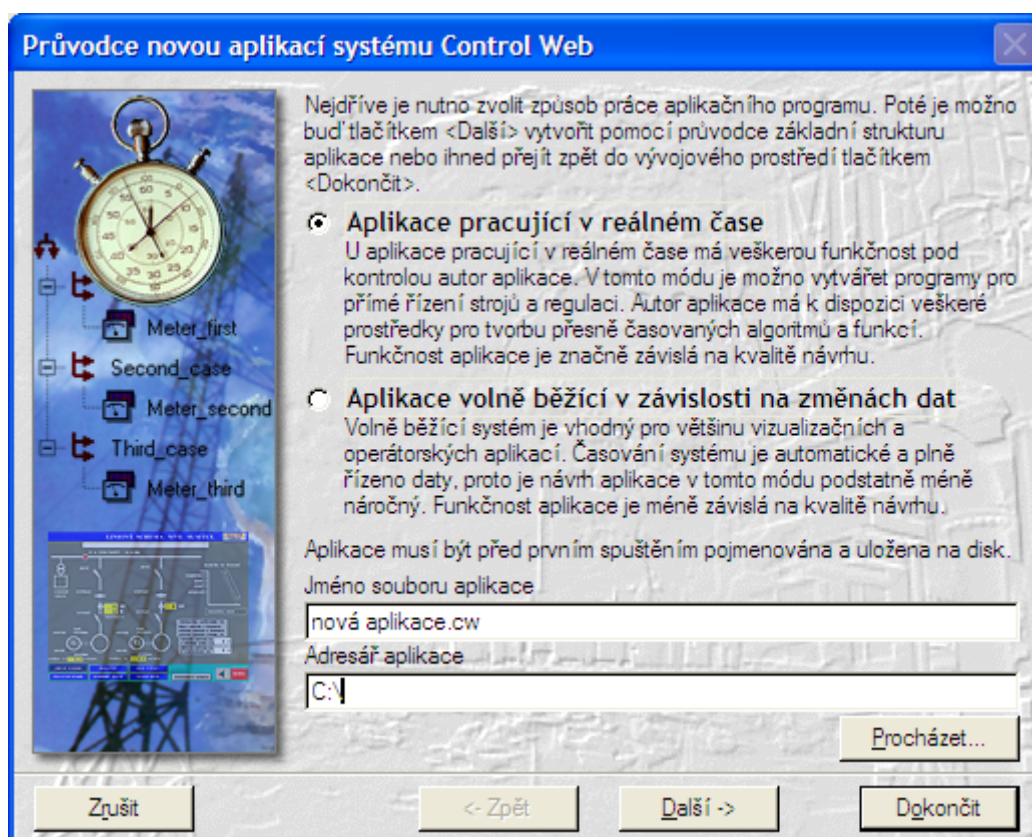 Průvodce novou aplikací systému Control Web
Nejdříve je nutno zvolit způsob práce aplikačního programu. Poté je možno
buď tlačítkem <Další> vytvořit pomocí průvodce základní strukturu
aplikace nebo ihned přejít zpět do vývojového prostředí tlačítkem
<Dokončit>.
Aplikace pracující v reálném čase
U aplikace pracující v reálném čase má veškerou funkčnost pod
kontrolou autor aplikace. V tomto módu je možno vytvářet programy pro
přímé řízení strojů a regulaci. Autor aplikace má k dispozici veškeré
prostředky pro tvorbu přesně časovaných algoritmů a funkcí.
Funkčnost aplikace je značně závislá na kvalitě návrhu.
Aplikace volně běžící v závislosti na změnách dat
Volně běžící systém je vhodný pro většinu vizualizačních a
operátorských aplikací. Časování systému je automatické a plně
řízeno daty, proto je návrh aplikace v tomto módu podstatně méně
náročný. Funkčnost aplikace je méně závislá na kvalitě návrhu.
Meter_first
Second_case
Meter_second
Third_case
Meter_third
Aplikace musí být před prvním spuštěním pojmenována a uložena na disk.
Jméno souboru aplikace
nová aplikace.cw
Adresář aplikace
C:\
Procházet...
Zrušit
<- Zpět
Další ->
Dokončit